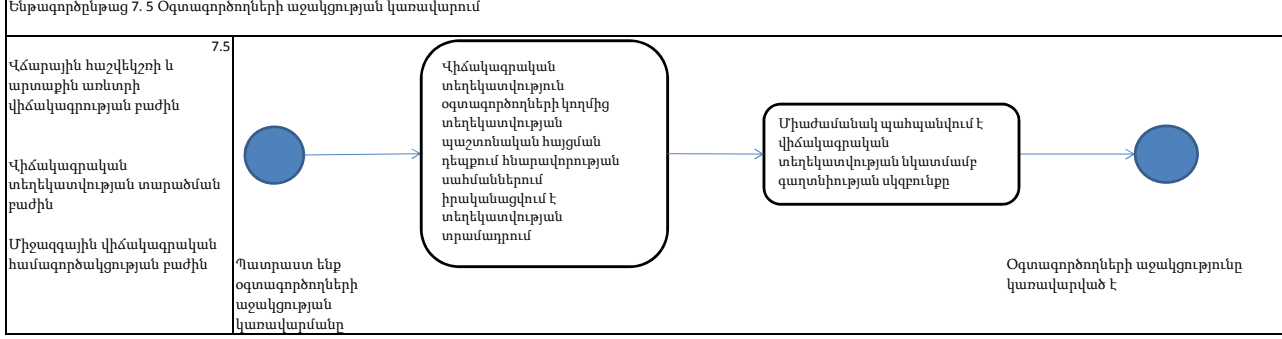 Ենթագործընթաց 7. 5 Օգտագործողների աջակցության կառավարում
7.5
Վճարային հաշվեկշռի և
արտաքին առևտրի
վիճակագրության բաժին
Վիճակագրական
տեղեկատվության տարածման
բաժին
Միջազգային վիճակագրական
համագործակցության բաժին
Պատրաստ ենք
օգտագործողների
աջակցության
կառավարմանը
Վիճակագրական
տեղեկատվություն
օգտագործողների կողմից
տեղեկատվության
պաշտոնական հայցման
դեպքում հնարավորության
սահմաններում
իրականացվում է
տեղեկատվության
տրամադրում
Միաժամանակ պահպանվում է
վիճակագրական
տեղեկատվության նկատմամբ
գաղտնիության սկզբունքը
Օգտագործողների աջակցությունը
կառավարված է